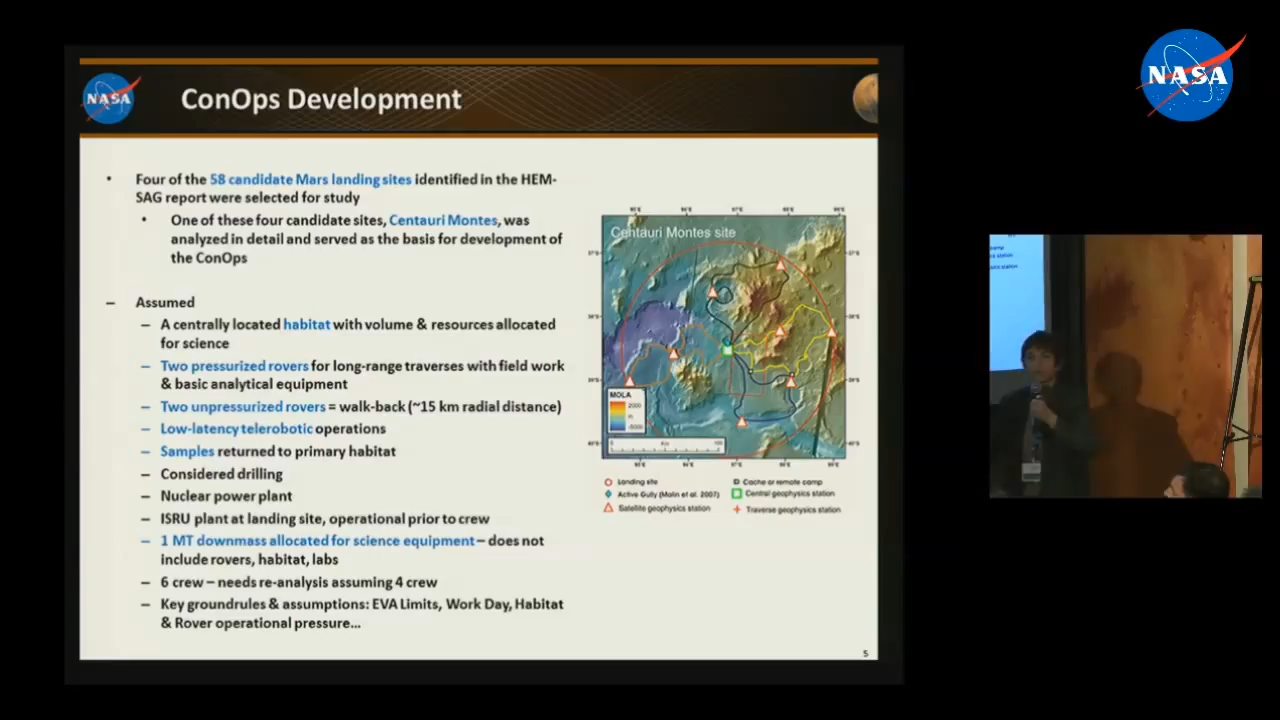 NASA
NASA
ConOps Development
• Four of the 58 candidate Mars landing sites identified in the HEM-
SAG report were selected for study
• One of these four candidate sites, Centauri Montes, was
analyzed in detail and served as the basis for development of
the ConOps
– Assumed
– A centrally located habitat with volume & resources allocated
for science
– Two pressurized rovers for long-range traverses with field work
& basic analytical equipment
– Two unpressurized rovers = walk-back (~15 km radial distance)
– Low-latency telerobotic operations
– Samples returned to primary habitat
– Considered drilling
– Nuclear power plant
– ISRU plant at landing site, operational prior to crew
– 1 MT downmass allocated for science equipment – does not
include rovers, habitat, labs
– 6 crew – needs re-analysis assuming 4 crew
– Key groundrules & assumptions: EVA Limits, Work Day, Habitat
& Rover operational pressure...
Centauri Montes site
MOLA
2000
m
-5000
Landing site
Active Gully (Malin et al. 2007)
Satellite geophysics station
Cache or remote camp
Central geophysics station
Traverse geophysics station
5